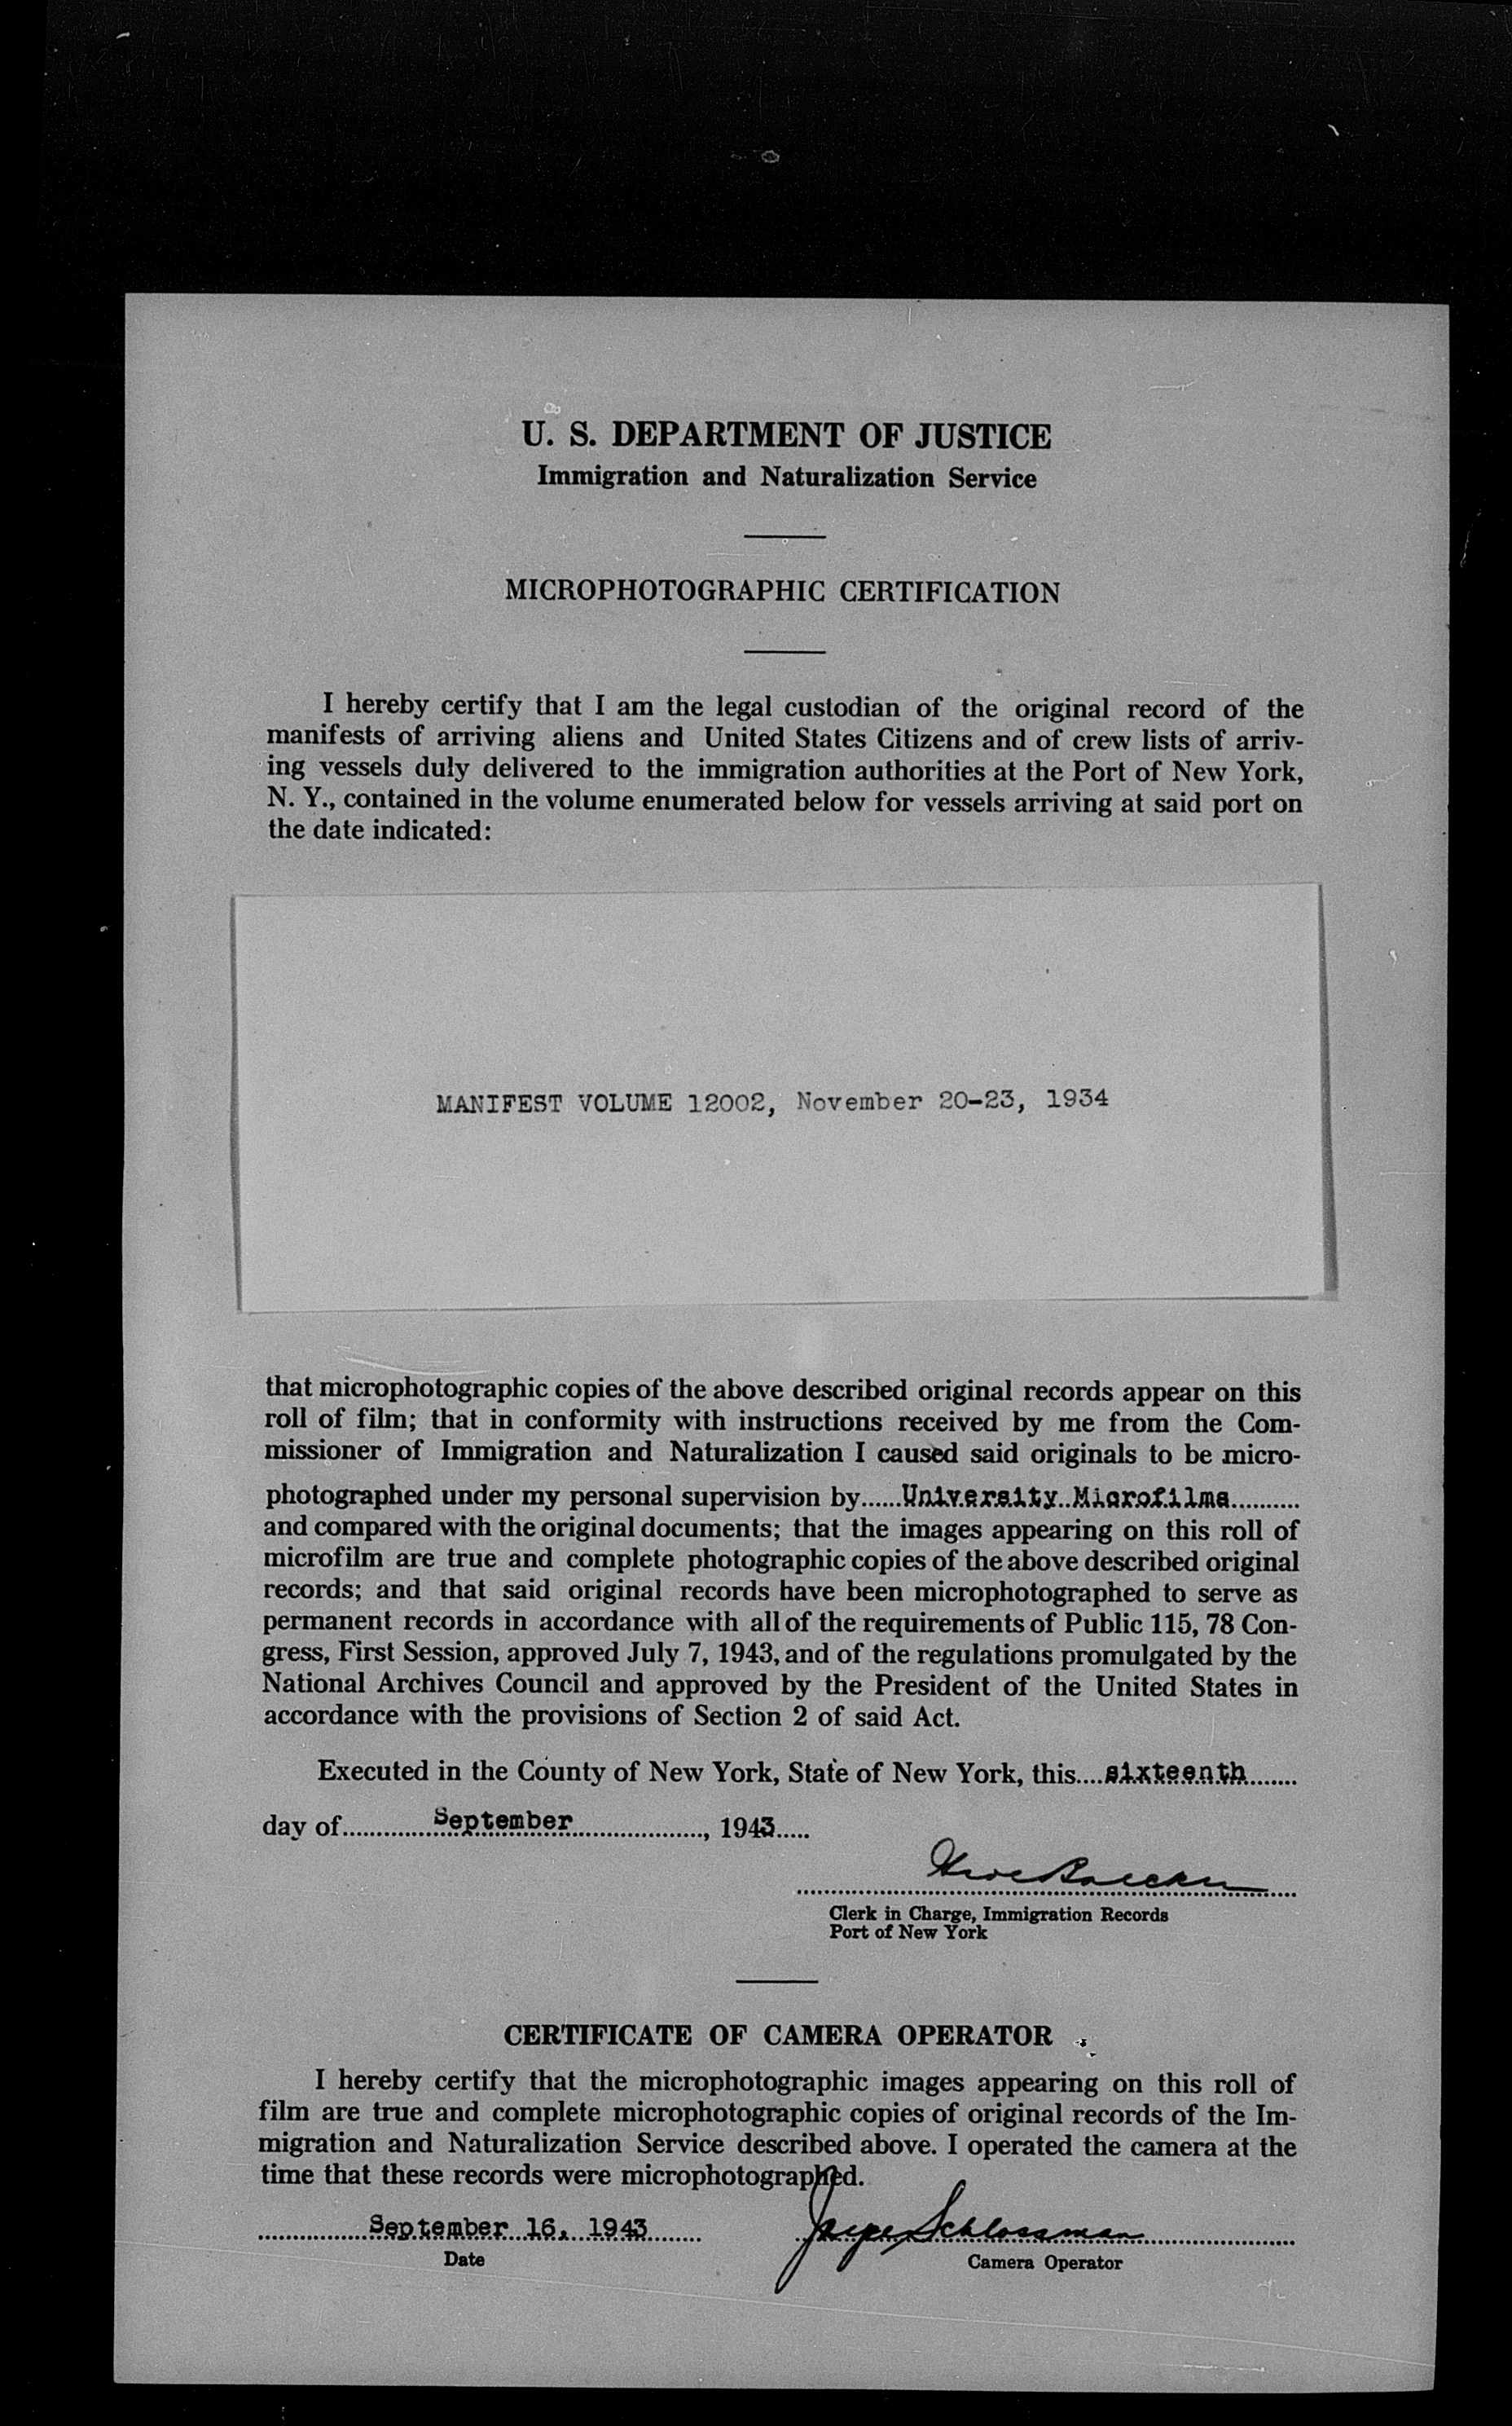 U. S. DEPARTMENT OF JUSTICE
Immigration and Naturalization Service
MICROPHOTOGRAPHIC CERTIFICATION
I hereby certify that I am the legal custodian of the original record of the
manifests of arriving aliens and United States Citizens and of crew lists of arriv-
ing vessels duly delivered to the immigration authorities at the Port of New York,
N. Y., contained in the volume enumerated below for vessels arriving at said port on
the date indicated:
MANIFEST VOLUME 12002, November 20-23, 1934
that microphotographic copies of the above described original records appear on this
roll of film; that in conformity with instructions received by me from the Com-
missioner of Immigration and Naturalization I caused said originals to be micro-
photographed under my personal supervision by......University Microfilms..........
and compared with the original documents; that the images appearing on this roll of
microfilm are true and complete photographic copies of the above described original
records; and that said original records have been microphotographed to serve as
permanent records in accordance with all of the requirements of Public 115, 78 Con-
gress, First Session, approved July 7, 1943, and of the regulations promulgated by the
National Archives Council and approved by the President of the United States in
accordance with the provisions of Section 2 of said Act.
Executed in the County of New York, State of New York, this....sixteenth........
day of..............September...................., 1943.....
Clerk in Charge, Immigration Records
Port of New York
CERTIFICATE OF CAMERA OPERATOR
I hereby certify that the microphotographic images appearing on this roll of
film are true and complete microphotographic copies of original records of the Im-
migration and Naturalization Service described above. I operated the camera at the
time that these records were microphotographed.
September 16, 1943 Schlossman
Date Camera Operator